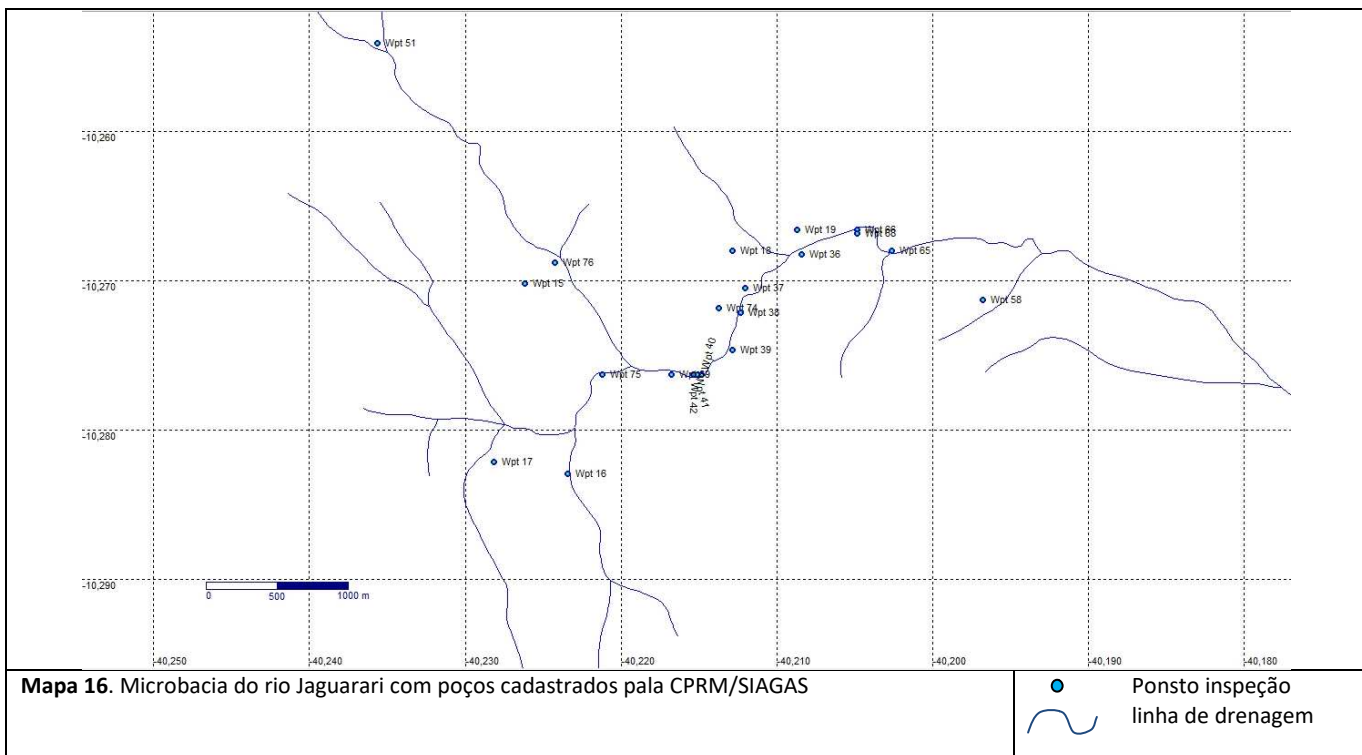 Wpt 51
-10,260
Wpt 19
Wpt 68
Wpt 18
Wpt 36
Wpt 65
Wpt 76
-10,270
Wpt 15
Wpt 37
Wpt 58
Wpt 74
Wpt 38
Wpt 40
Wpt 39
Wpt 75
Wpt 41
Wpt 42
-10,280
Wpt 17
Wpt 16
-10,290
0 500 1000 m
-40,250 -40,240 -40,230 -40,220 -40,210 -40,200 -40,190 -40,180
Mapa 16. Microbacia do rio Jaguarari com poços cadastrados pala CPRM/SIAGAS
Ponsto inspeção
linha de drenagem